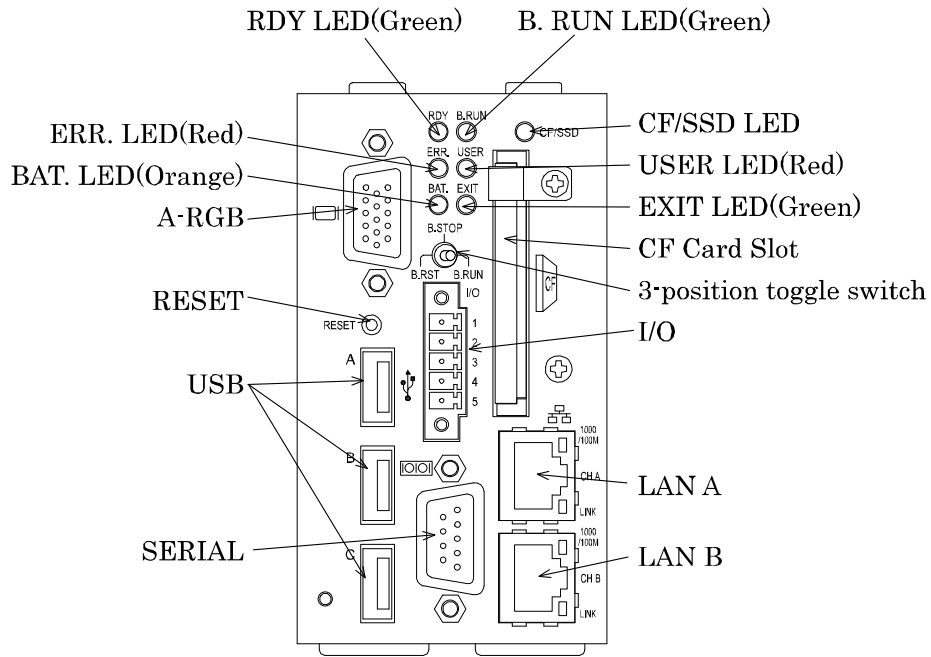 RDY LED(Green)
B. RUN LED(Green)
ERR. LED(Red)
BAT. LED(Orange)
A-RGB
RESET
USB
SERIAL
CF/SSD LED
USER LED(Red)
EXIT LED(Green)
CF Card Slot
3-position toggle switch
I/O
LAN A
LAN B
RDY B.RUN
CF/SSD
ERR. USER
BAT. EXIT
B.STOP
B.RST B.RUN
I/O
RESET
1
2
3
4
5
CF
A
B
C
IOIOI
1000
/100M
CH A
LINK
1000
/100M
CH B
LINK